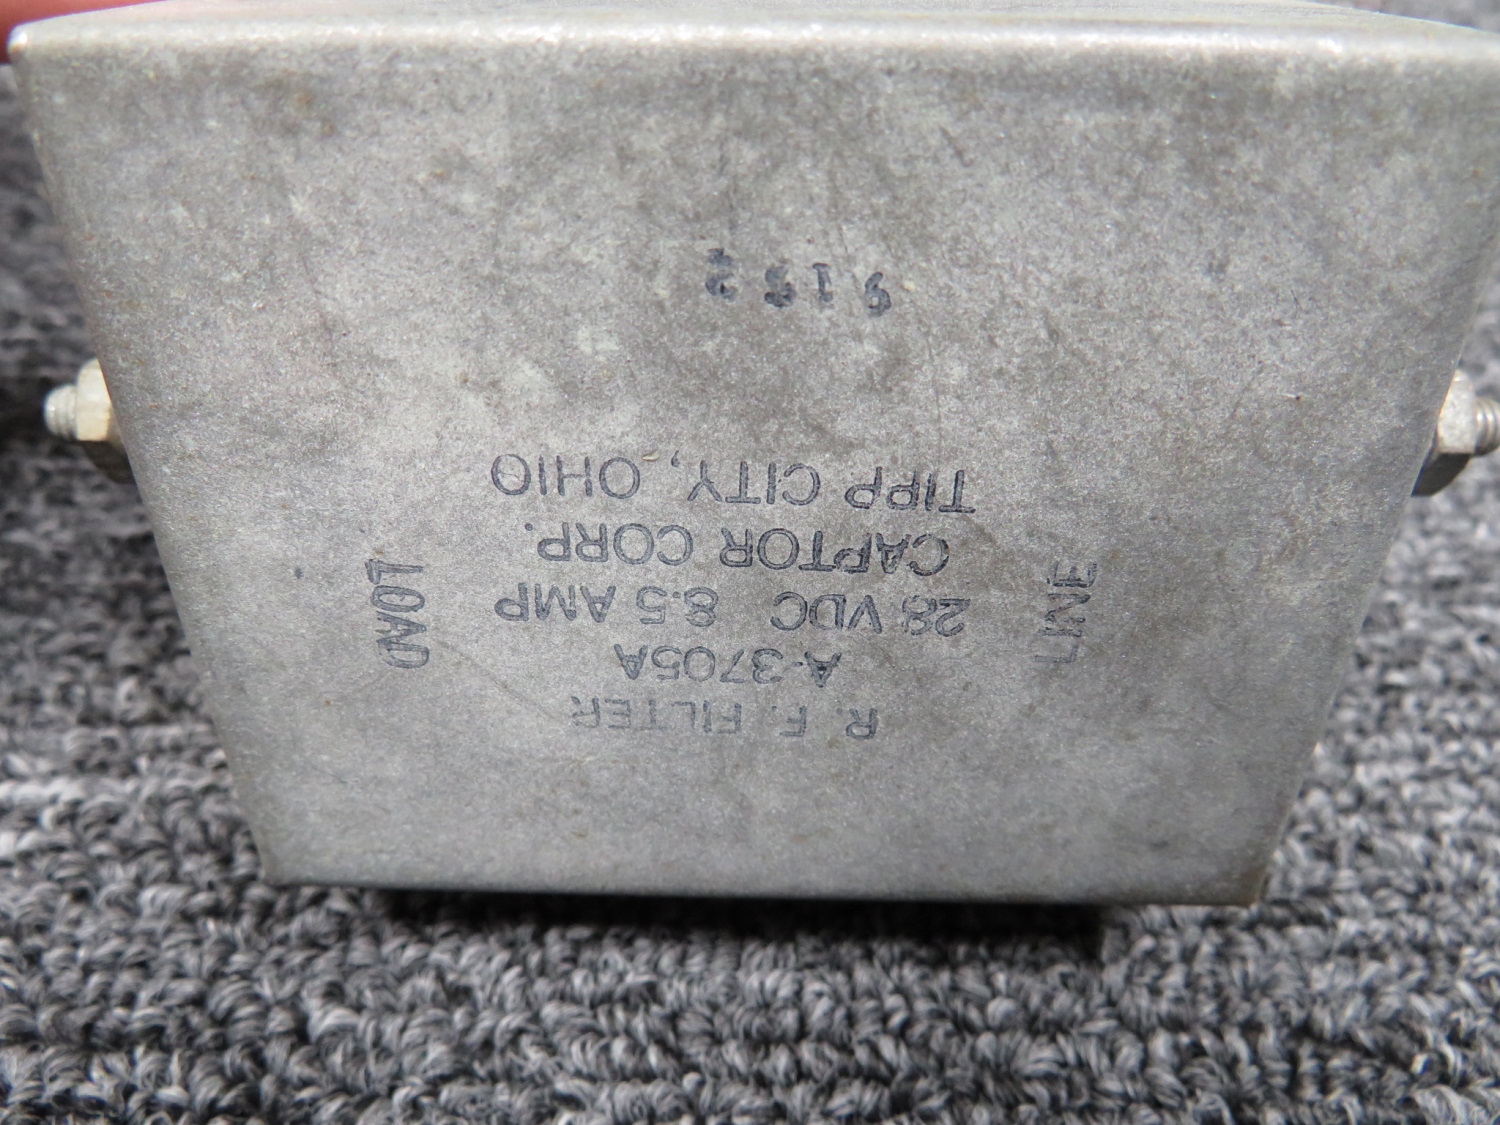 R. F. FILTER
A-3705A
28 VDC 8.5 AMP
CAPTOR CORP.
TIPP CITY, OHIO
LINE
LOAD
9152